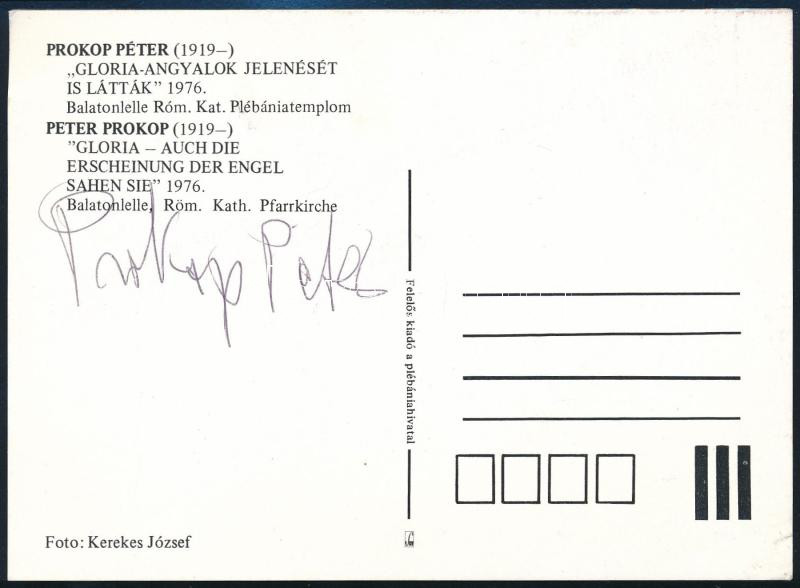 PROKOP PÉTER (1919–)
„GLORIA-ANGYALOK JELENÉSÉT
IS LÁTTÁK” 1976.
Balatonlelle Róm. Kat. Plébániatemplom
PETER PROKOP (1919–)
"GLORIA – AUCH DIE
ERSCHEINUNG DER ENGEL
SAHEN SIE" 1976.
Balatonlelle, Röm. Kath. Pfarrkirche
Prokop Péter
Felelős kiadó a plébániahivatal
Foto: Kerekes József